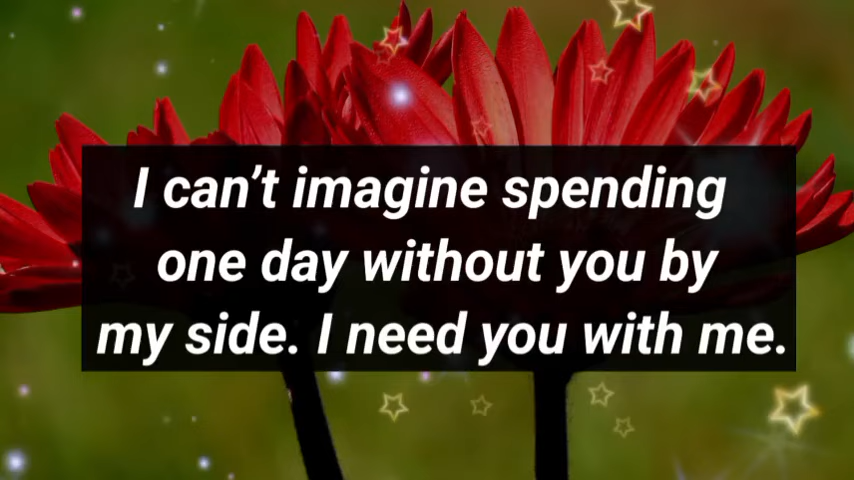 I can’t imagine spending
one day without you by
my side. I need you with me.